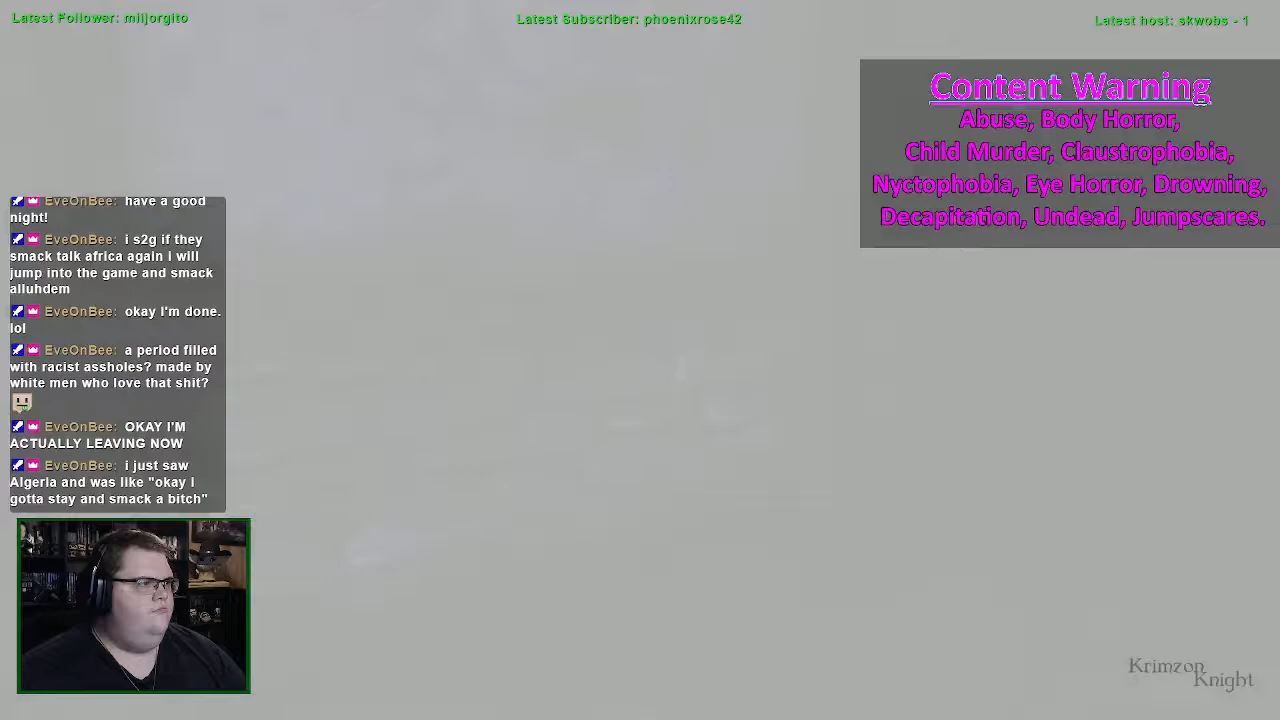 Latest Follower: miljorgito
Latest Subscriber: phoenixrose42
Latest host: skwobs - 1
Content Warning
Abuse, Body Horror,
Child Murder, Claustrophobia,
Nyctophobia, Eye Horror, Drowning,
Decapitation, Undead, Jumpscares.
EveOnBee: have a good
night!
EveOnBee: i s2g if they
smack talk africa again I will
jump into the game and smack
alluhdem
EveOnBee: okay I'm done.
lol
EveOnBee: a period filled
with racist assholes? made by
white men who love that shit?
EveOnBee: OKAY I'M
ACTUALLY LEAVING NOW
EveOnBee: i just saw
Algeria and was like "okay i
gotta stay and smack a bitch"
Krimzon
Knight